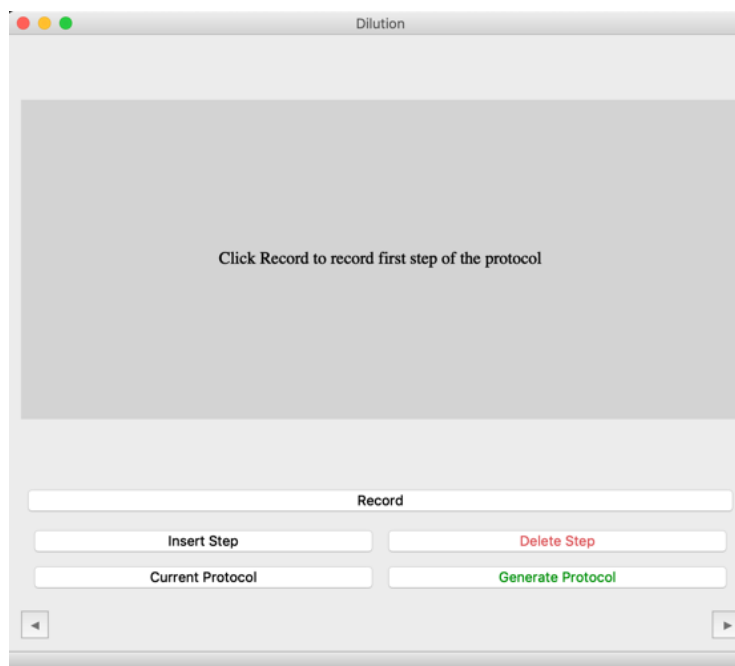 Dilution
Click Record to record first step of the protocol
Record
Insert Step
Delete Step
Current Protocol
Generate Protocol